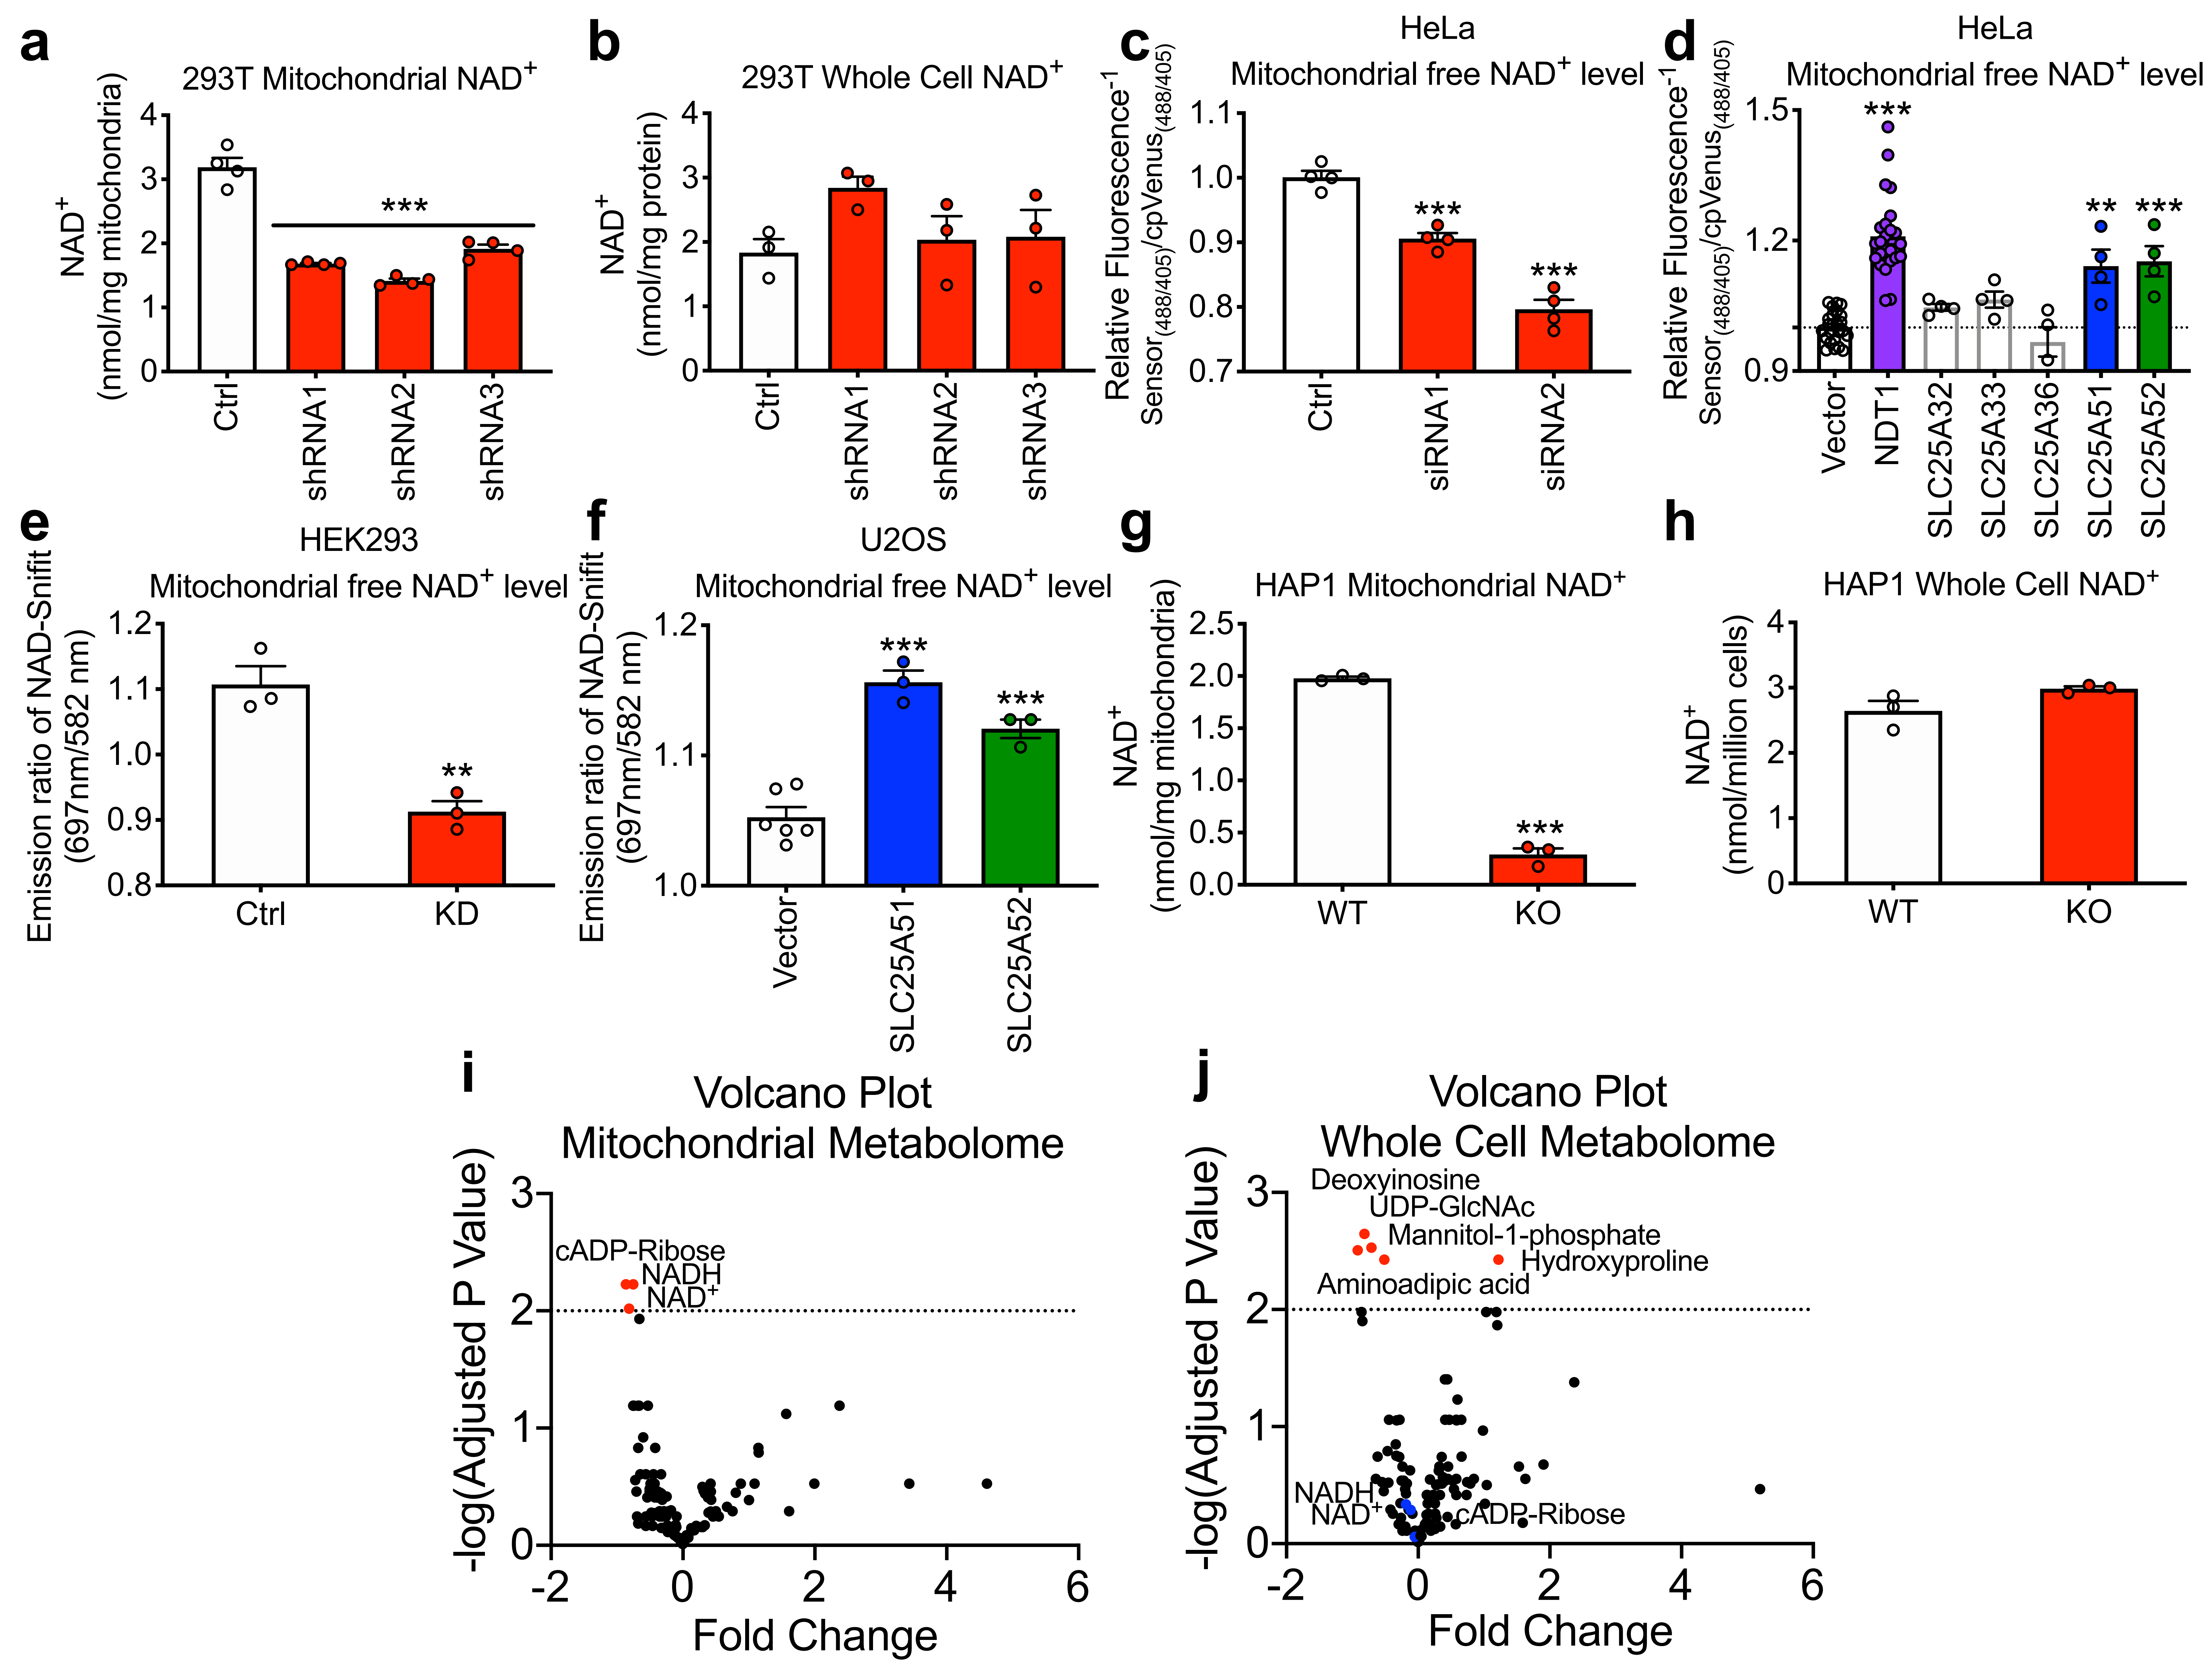 a
293T Mitochondrial NAD+
NAD+
(nmol/mg mitochondria)
4
3
2
1
0
***
Ctrl
shRNA1
shRNA2
shRNA3
b
293T Whole Cell NAD+
NAD+
(nmol/mg protein)
4
3
2
1
0
Ctrl
shRNA1
shRNA2
shRNA3
c
HeLa
Mitochondrial free NAD+ level
Relative Fluorescence-1
Sensor(488/405)/cpVenus(488/405)
1.1
1.0
0.9
0.8
0.7
***
***
Ctrl
siRNA1
siRNA2
d
HeLa
Mitochondrial free NAD+ level
Relative Fluorescence-1
Sensor(488/405)/cpVenus(488/405)
1.5
1.2
0.9
***
**
***
Vector
NDT1
SLC25A32
SLC25A33
SLC25A36
SLC25A51
SLC25A52
e
HEK293
Mitochondrial free NAD+ level
Emission ratio of NAD-Snifit
(697nm/582 nm)
1.2
1.1
1.0
0.9
0.8
**
Ctrl
KD
f
U2OS
Mitochondrial free NAD+ level
Emission ratio of NAD-Snifit
(697nm/582 nm)
1.2
1.1
1.0
***
***
Vector
SLC25A51
SLC25A52
g
HAP1 Mitochondrial NAD+
NAD+
(nmol/mg mitochondria)
2.5
2.0
1.5
1.0
0.5
0.0
***
WT
KO
h
HAP1 Whole Cell NAD+
NAD+
(nmol/million cells)
4
3
2
1
0
WT
KO
i
Volcano Plot
Mitochondrial Metabolome
-log(Adjusted P Value)
3
2
1
0
cADP-Ribose
NADH
NAD+
-2
0
2
4
6
Fold Change
j
Volcano Plot
Whole Cell Metabolome
-log(Adjusted P Value)
3
2
1
0
Deoxyinosine
UDP-GlcNAc
Mannitol-1-phosphate
Hydroxyproline
Aminoadipic acid
NADH
NAD+
cADP-Ribose
-2
0
2
4
6
Fold Change